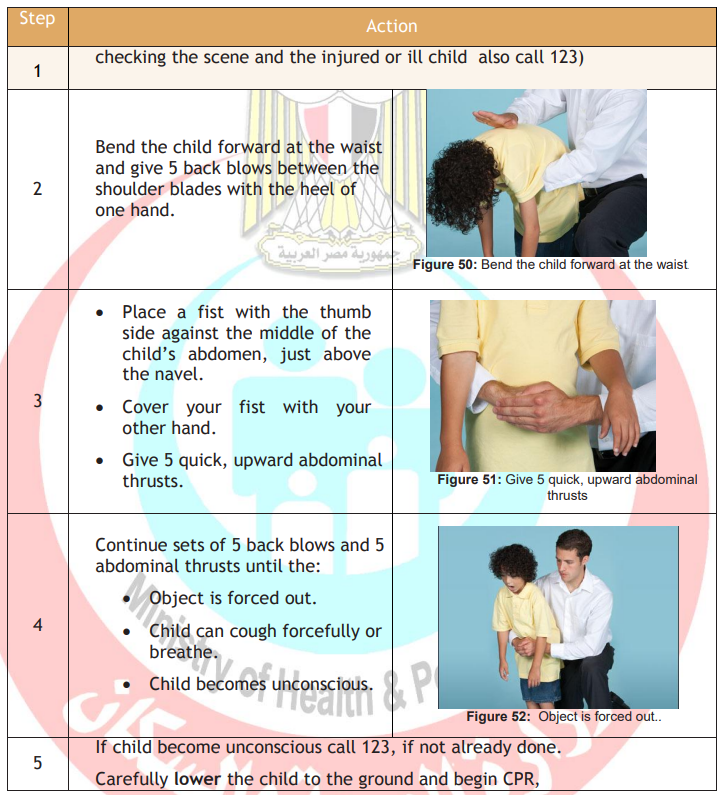 Step
Action
1
checking the scene and the injured or ill child also call 123)
2
Bend the child forward at the waist
and give 5 back blows between the
shoulder blades with the heel of
one hand.
Figure 50: Bend the child forward at the waist
3
• Place a fist with the thumb
side against the middle of the
child's abdomen, just above
the navel.
• Cover your fist with your
other hand.
• Give 5 quick, upward abdominal
thrusts.
Figure 51: Give 5 quick, upward abdominal
thrusts
4
Continue sets of 5 back blows and 5
abdominal thrusts until the:
• Object is forced out.
• Child can cough forcefully or
breathe.
• Child becomes unconscious.
Figure 52: Object is forced out..
5
If child become unconscious call 123, if not already done.
Carefully lower the child to the ground and begin CPR,
جمهورية مصر العربية
Ministry of Health &